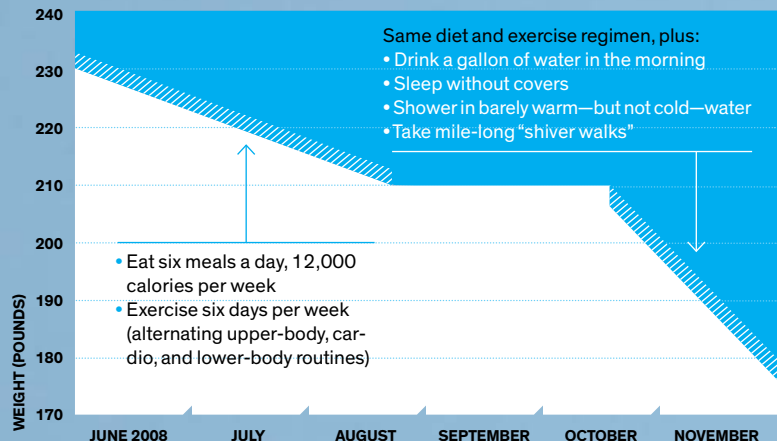 240
230
220
210
200
190
180
170
WEIGHT (POUNDS)
Same diet and exercise regimen, plus:
• Drink a gallon of water in the morning
• Sleep without covers
• Shower in barely warm—but not cold—water
• Take mile-long “shiver walks”
• Eat six meals a day, 12,000
calories per week
• Exercise six days per week
(alternating upper-body, car-
dio, and lower-body routines)
JUNE 2008 JULY AUGUST SEPTEMBER OCTOBER NOVEMBER